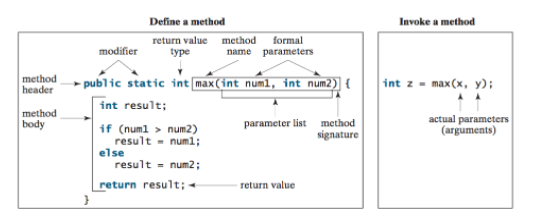 Define a method
Invoke a method
return value method formal
modifier type name parameters
method
header
public static int max(int num1, int num2) {
int z = max(x, y);
method
body
int result;
parameter list method
signature
actual parameters
(arguments)
if (num1 > num2)
result = num1;
else
result = num2;
return result;
return value
}